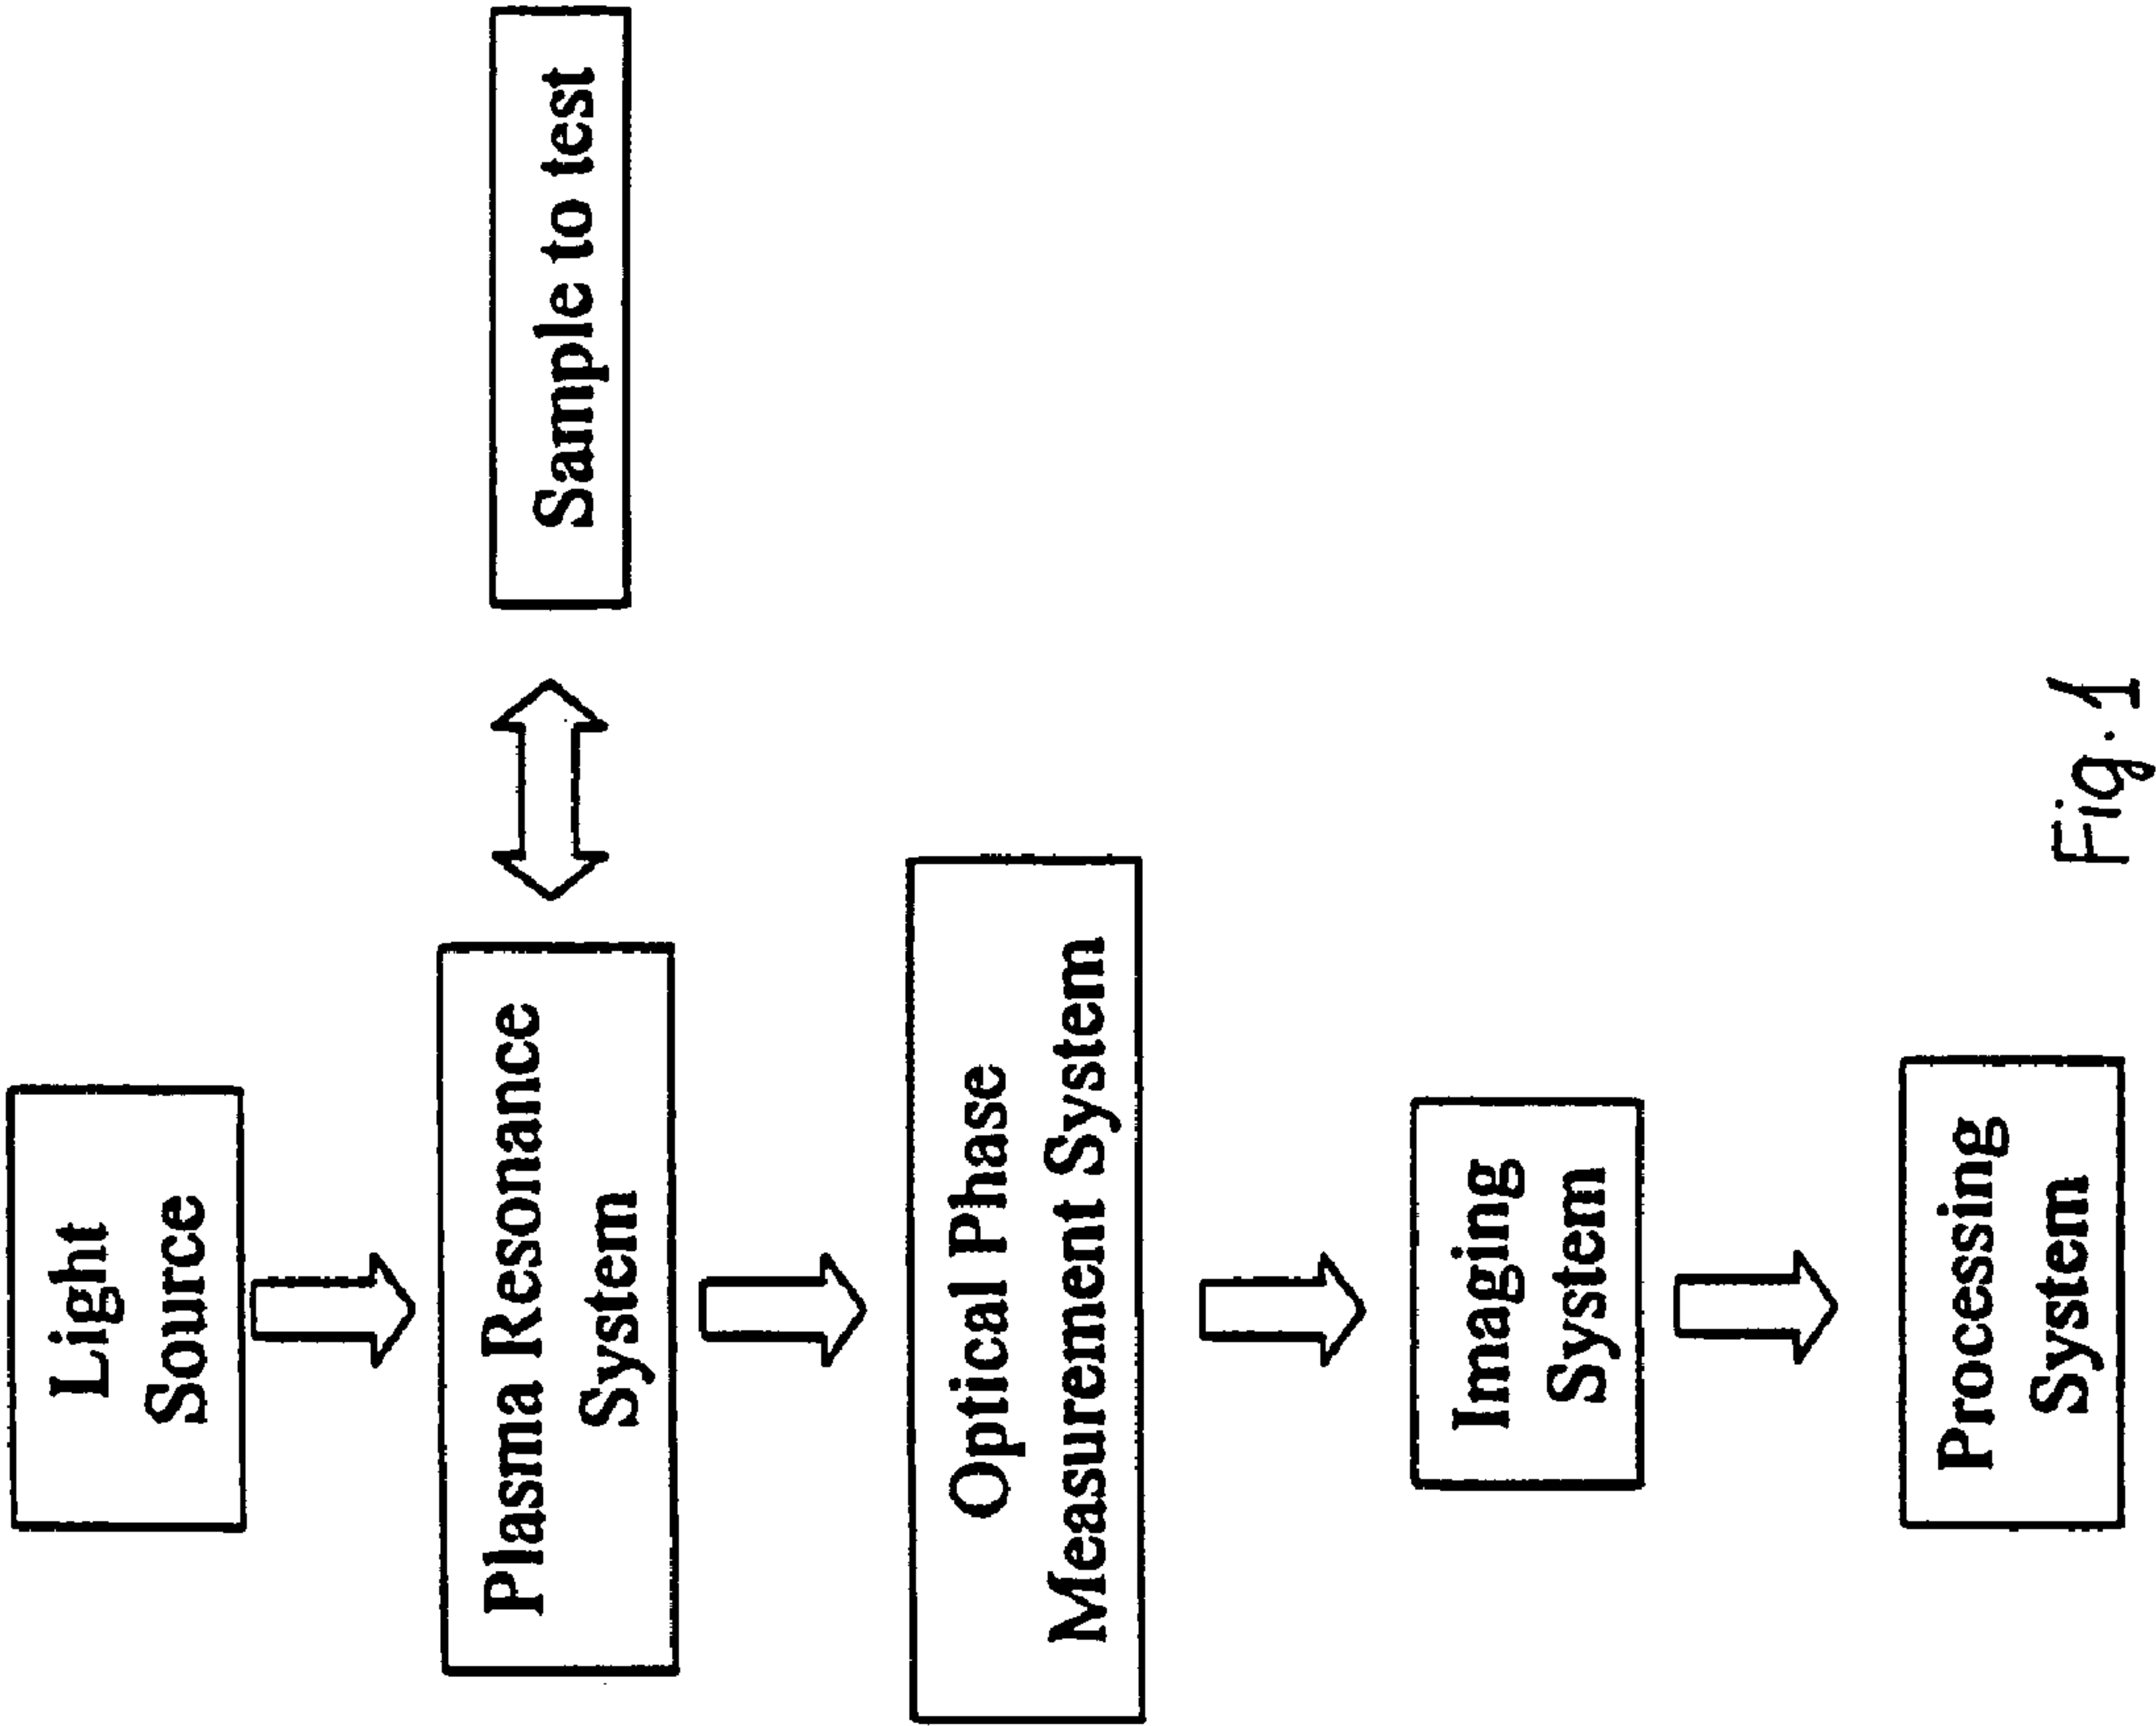 Light
Source
Plasma Resonance
System
Sample to test
Optical Phase
Measurement System
Imaging
System
Processing
System
Fig. 1